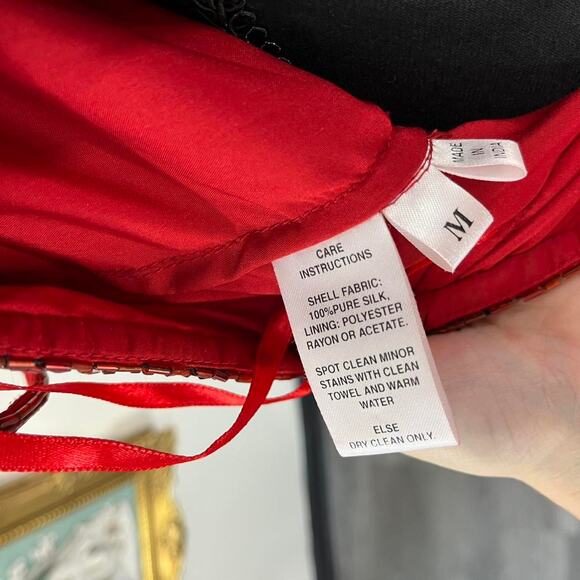 MADE
IN
INDIA
M
CARE
INSTRUCTIONS
SHELL FABRIC:
100%PURE SILK,
LINING: POLYESTER
RAYON OR ACETATE.
SPOT CLEAN MINOR
STAINS WITH CLEAN
TOWEL AND WARM
WATER
ELSE
DRY CLEAN ONLY.